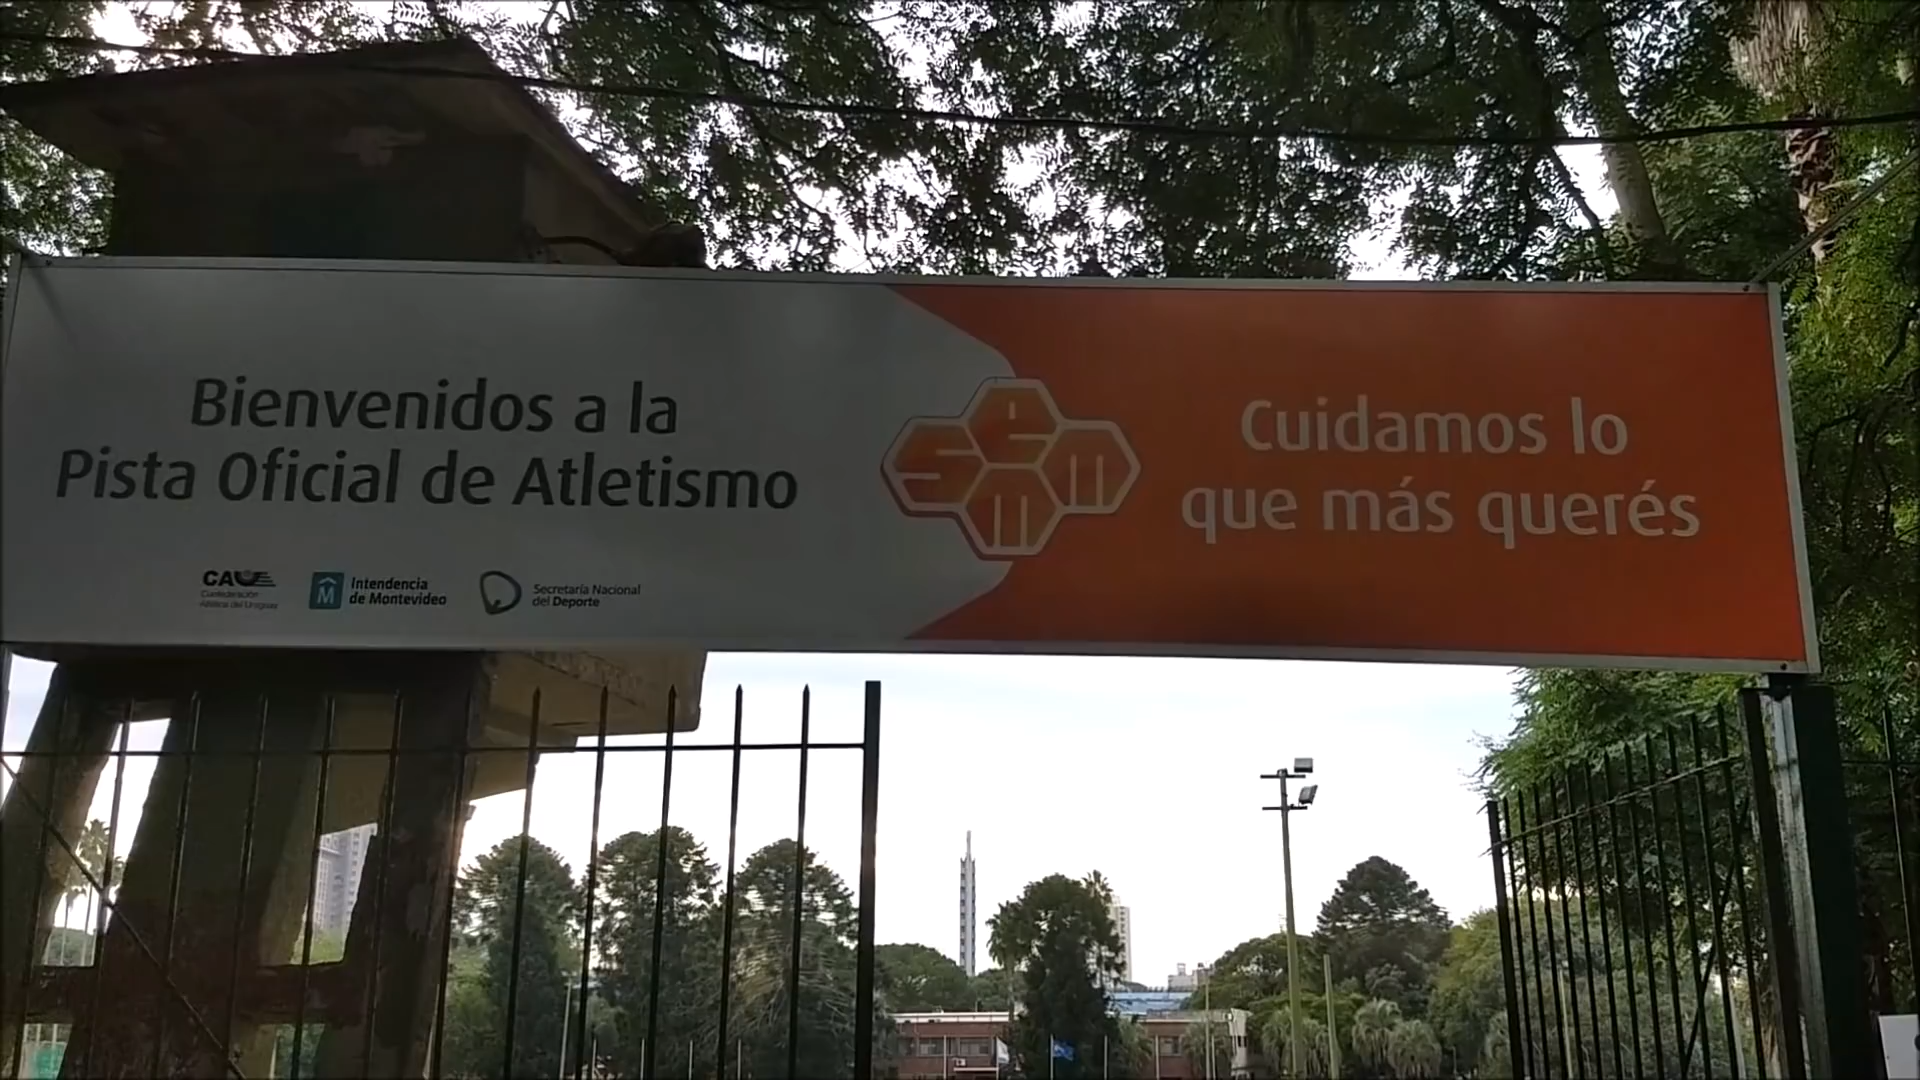 Bienvenidos a la
Pista Oficial de Atletismo
CAU
Confederación
Atlética del Uruguay
M
Intendencia
de Montevideo
Secretaría Nacional
del Deporte
Cuidamos lo
que más querés